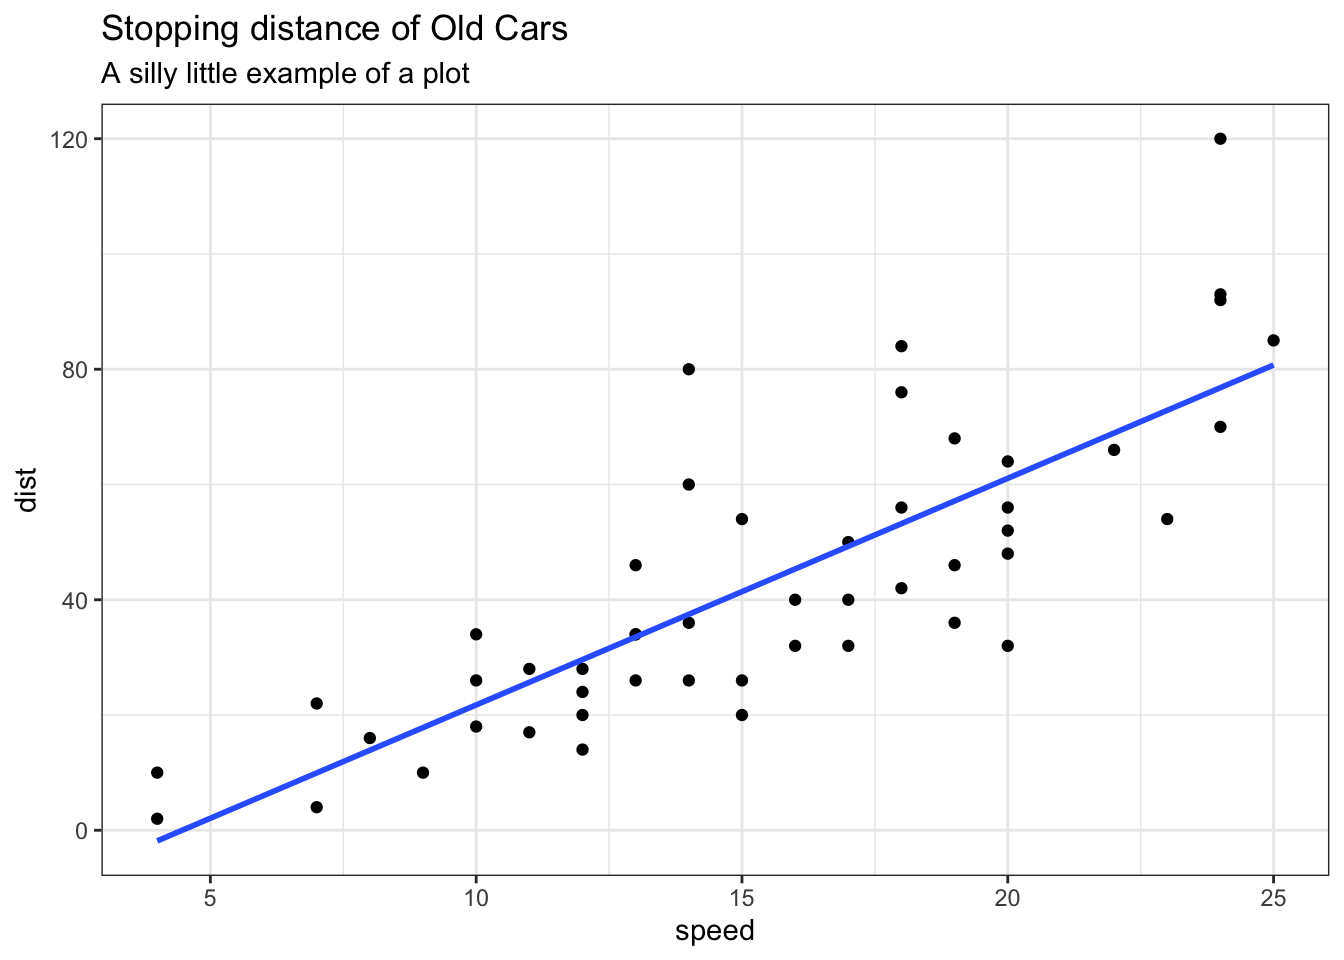 Stopping distance of Old Cars
A silly little example of a plot
120
80
40
0
dist
5 10 15 20 25
speed